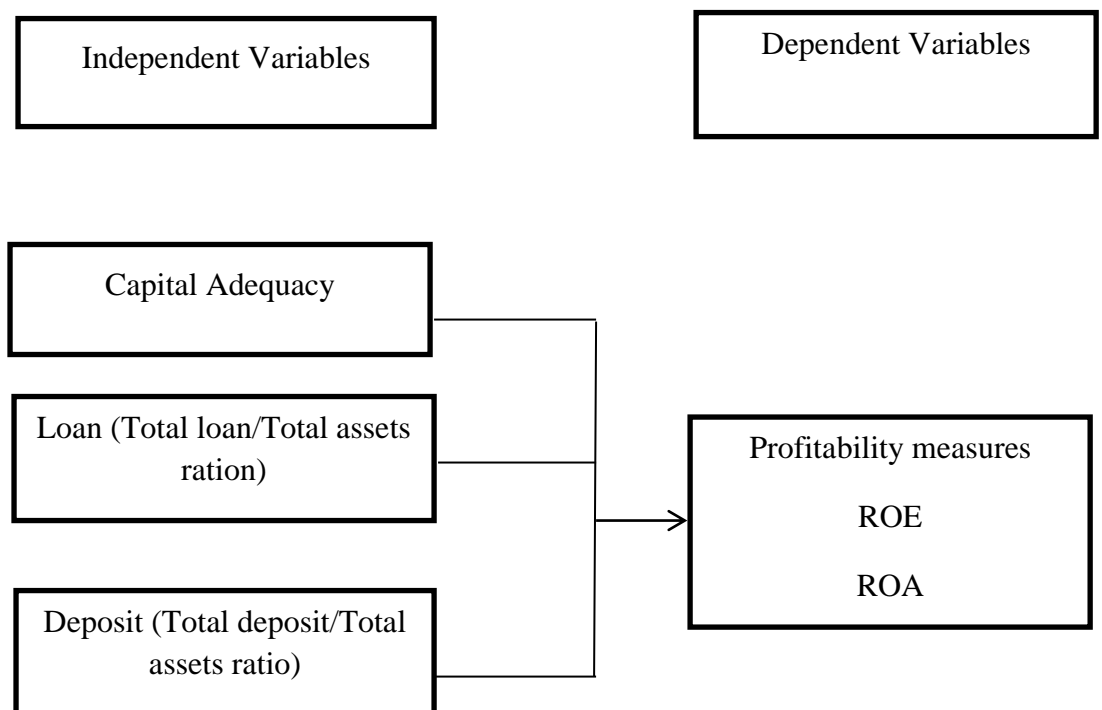 Independent Variables
Dependent Variables
Capital Adequacy
Loan (Total loan/Total assets
ration)
Profitability measures
ROE
ROA
Deposit (Total deposit/Total
assets ratio)